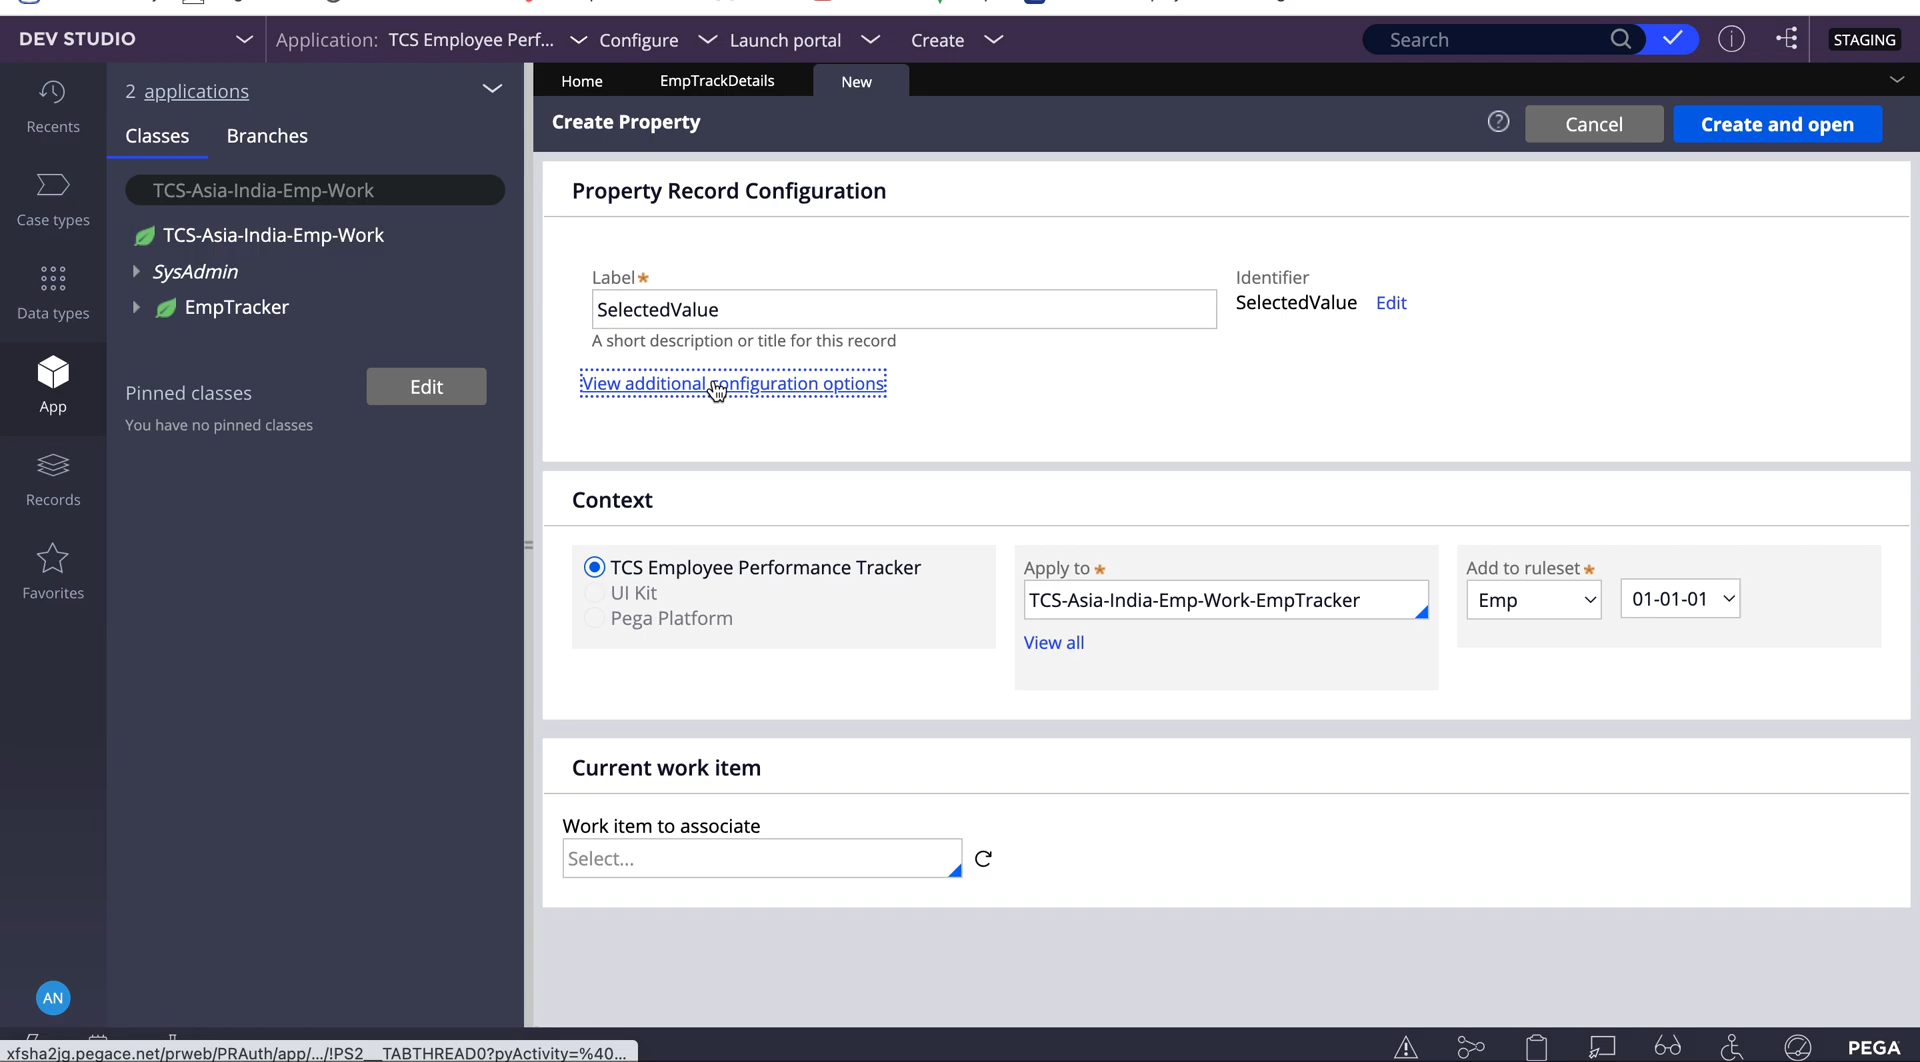 DEV STUDIO
Application: TCS Employee Perf...
Configure
Launch portal
Create
Search
STAGING
Recents
Case types
Data types
App
Records
Favorites
AN
2 applications
Classes
Branches
TCS-Asia-India-Emp-Work
TCS-Asia-India-Emp-Work
SysAdmin
EmpTracker
Pinned classes
Edit
You have no pinned classes
Home
EmpTrackDetails
New
Create Property
Cancel
Create and open
Property Record Configuration
Label*
SelectedValue
A short description or title for this record
Identifier
SelectedValue Edit
View additional configuration options
Context
TCS Employee Performance Tracker
UI Kit
Pega Platform
Apply to *
TCS-Asia-India-Emp-Work-EmpTracker
View all
Add to ruleset*
Emp
01-01-01
Current work item
Work item to associate
Select...
xfsha2jg.pegace.net/prweb/PRAuth/app/.../!PS2__TABTHREAD0?pyActivity=%40...
PEGA